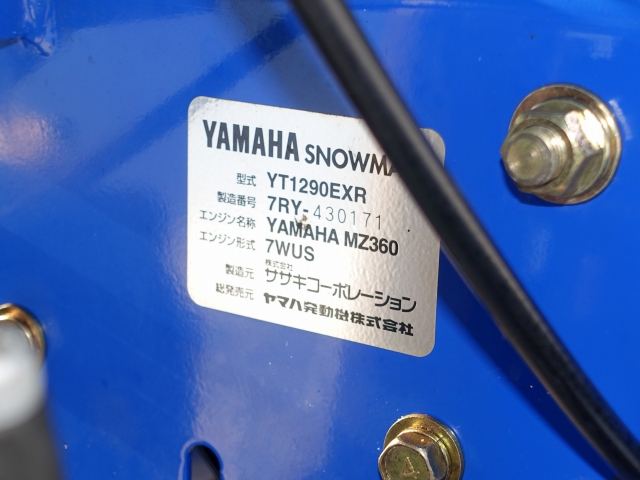 YAMAHA SNOWMA
型式 YT1290EXR
製造番号 7RY-430171
エンジン名称 YAMAHA MZ360
エンジン形式 7WUS
製造元 株式会社 ササキコーポレーション
総発売元 ヤマハ発動機株式会社